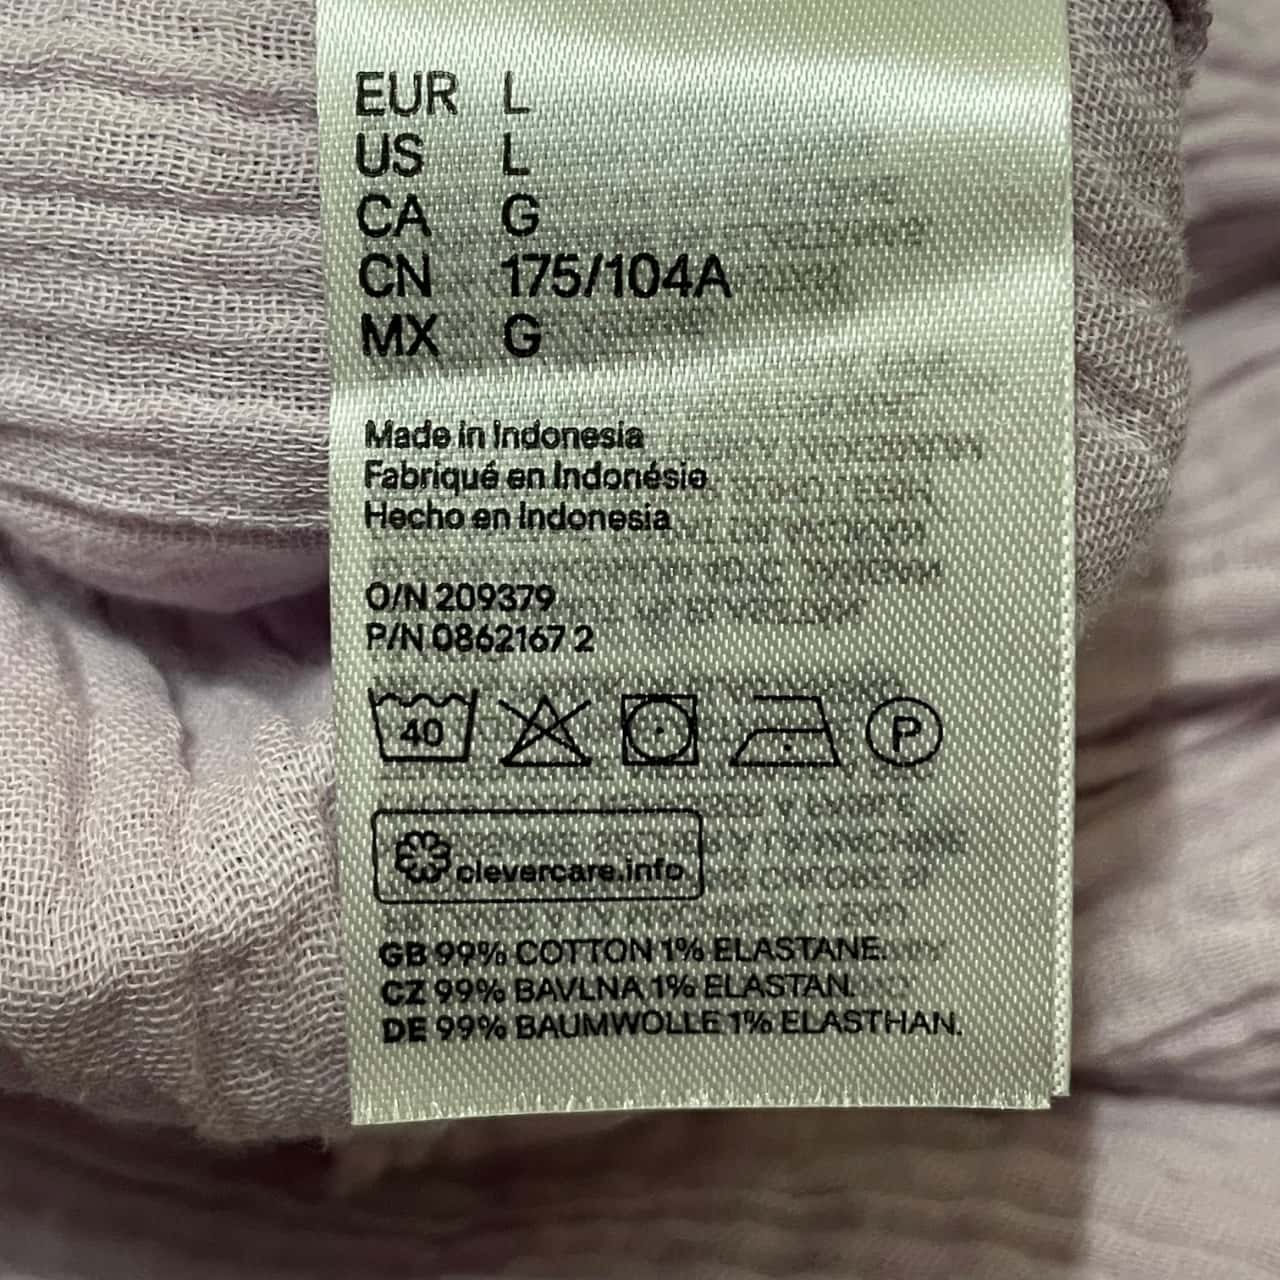 EUR L
US L
CA G
CN 175/104A
MX G
Made in Indonesia
Fabriqué en Indonésie
Hecho en Indonesia
O/N 209379
P/N 0862167 2
40 P
clevercare.info
GB 99% COTTON 1% ELASTANE.
CZ 99% BAVLNA 1% ELASTAN.
DE 99% BAUMWOLLE 1% ELASTHAN.